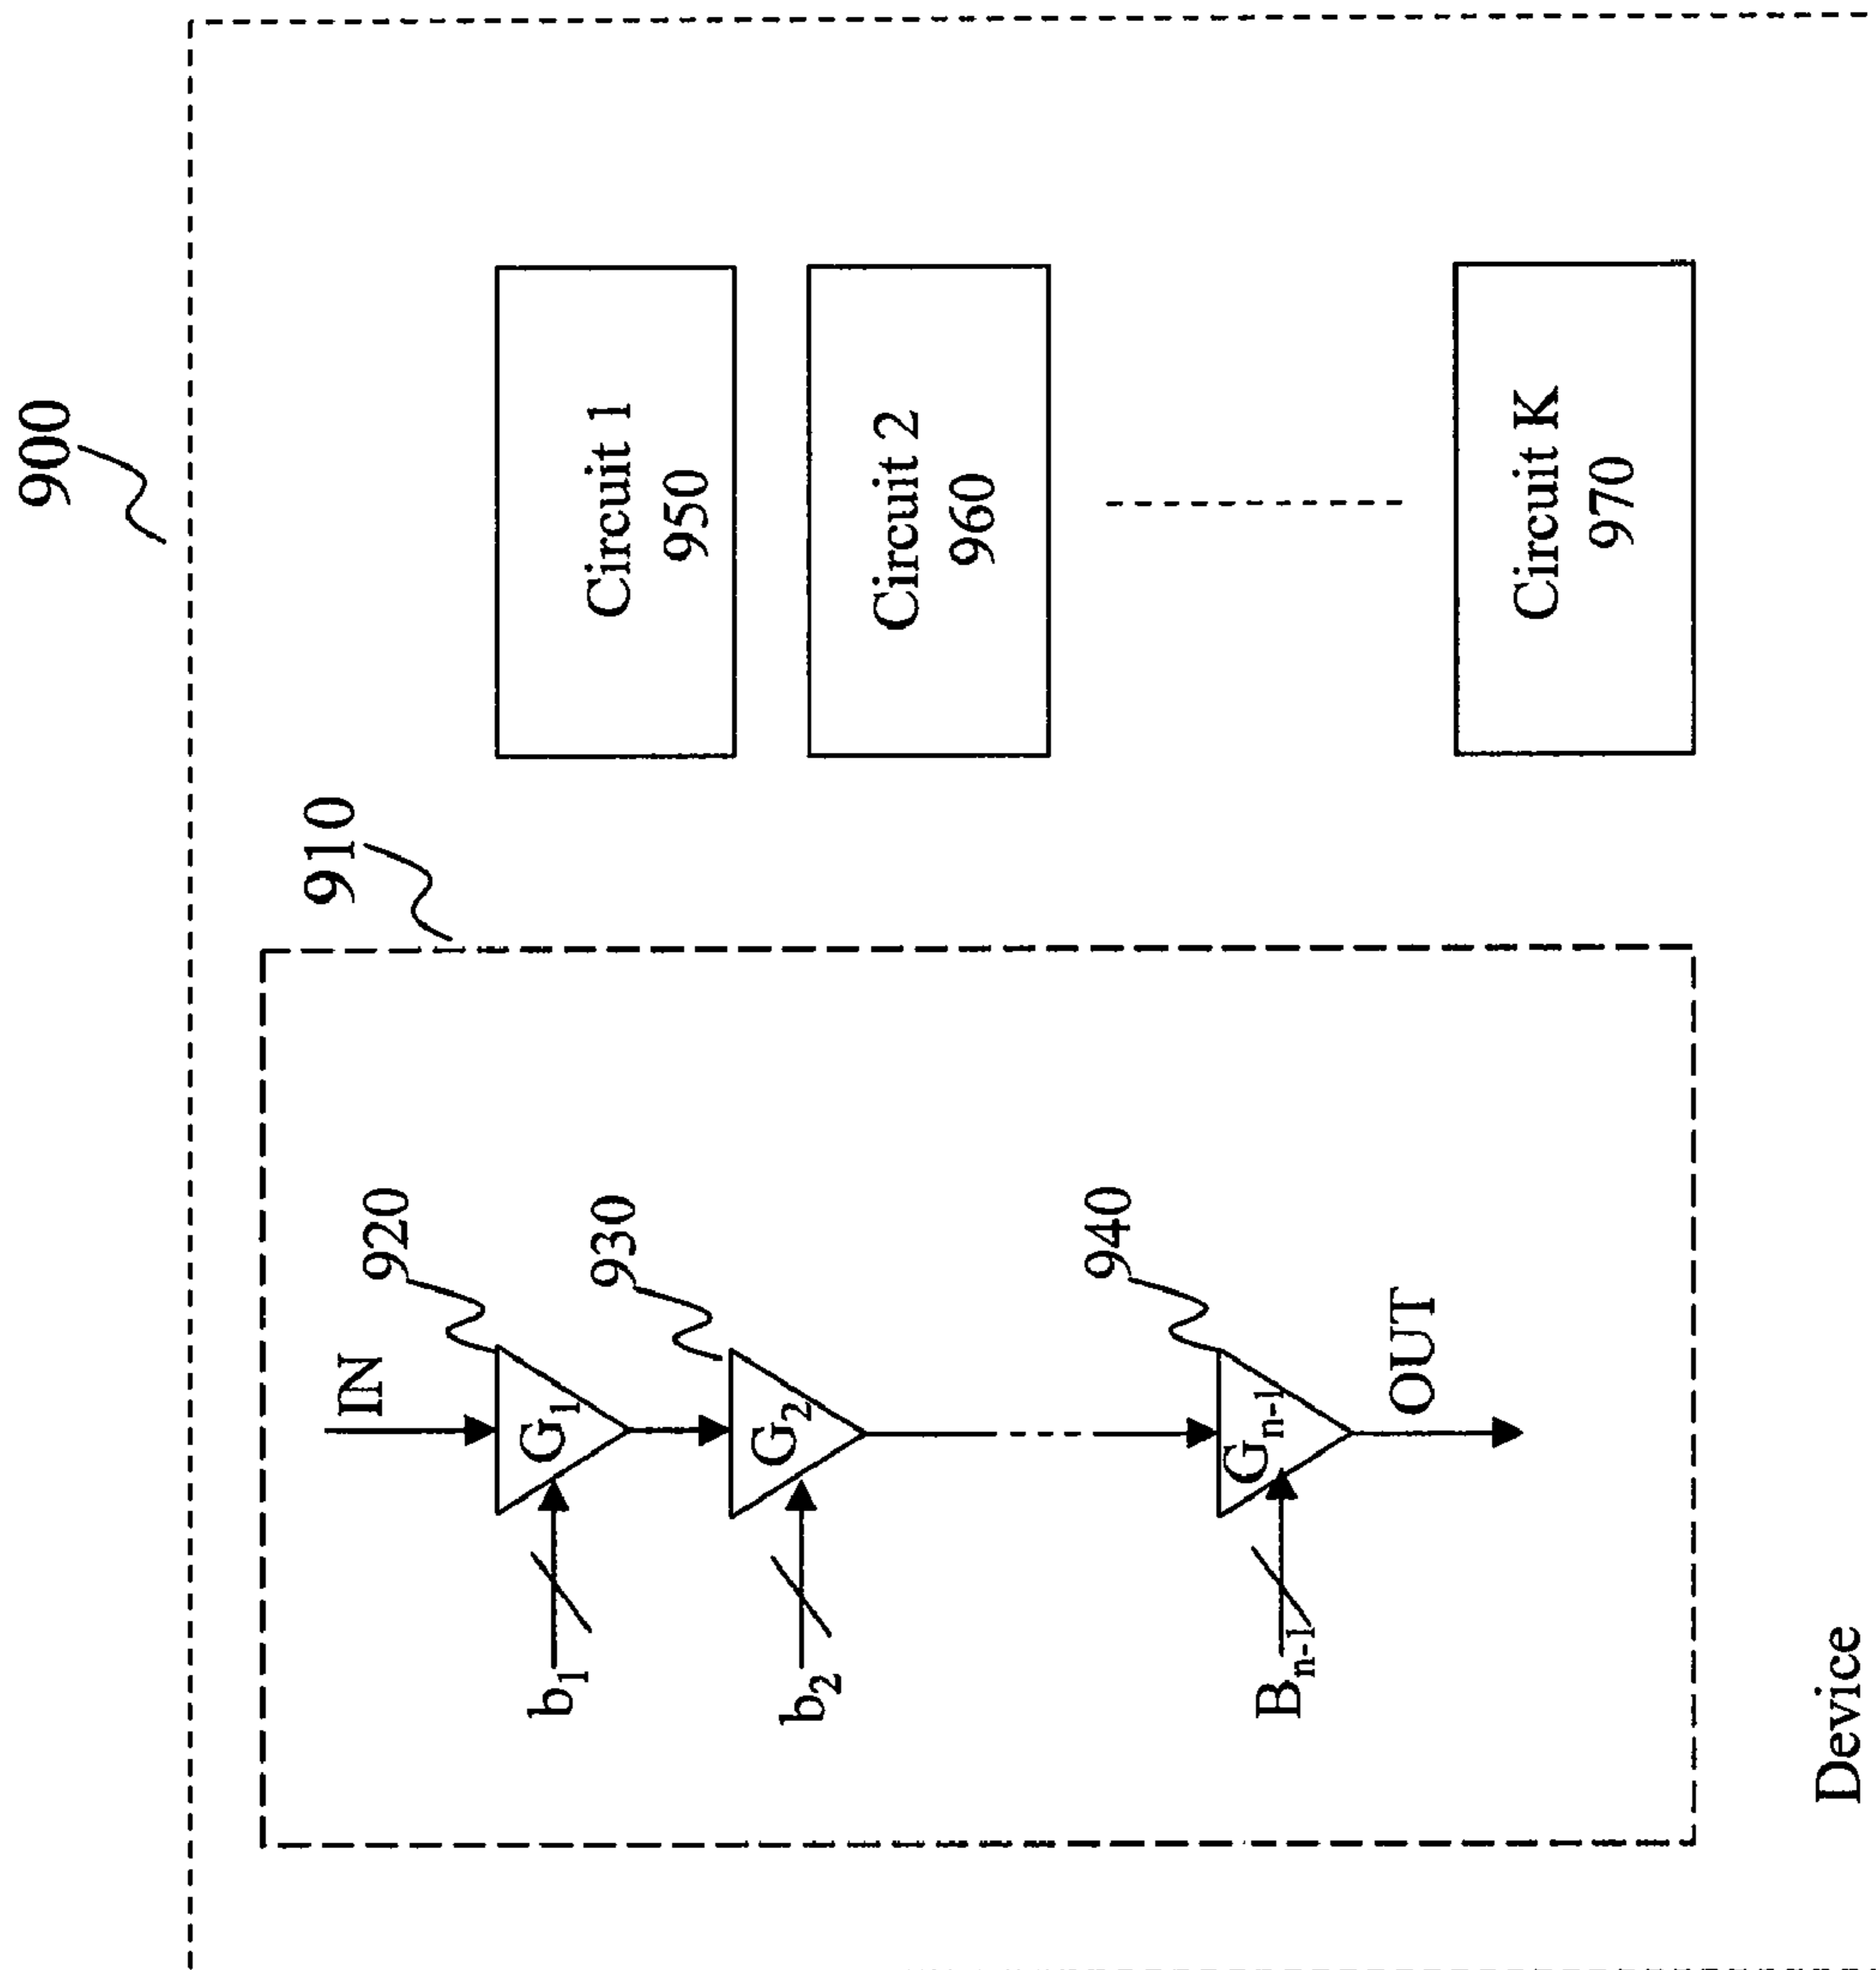 900
910
IN
920
G1
b1
930
G2
b2
940
Gn-1
Bn-1
OUT
Circuit 1
950
Circuit 2
960
Circuit K
970
Device